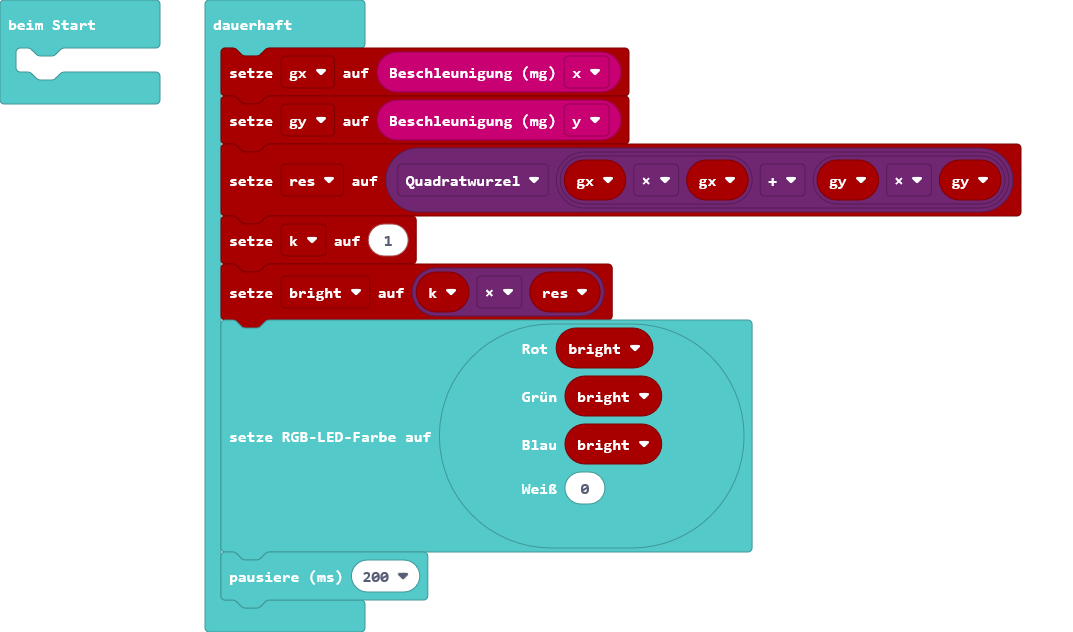 beim Start
dauerhaft
setze gx auf Beschleunigung (mg) x
setze gy auf Beschleunigung (mg) y
setze res auf Quadratwurzel gx × gx + gy × gy
setze k auf 1
setze bright auf k × res
setze RGB-LED-Farbe auf
Rot bright
Grün bright
Blau bright
Weiß 0
pausiere (ms) 200